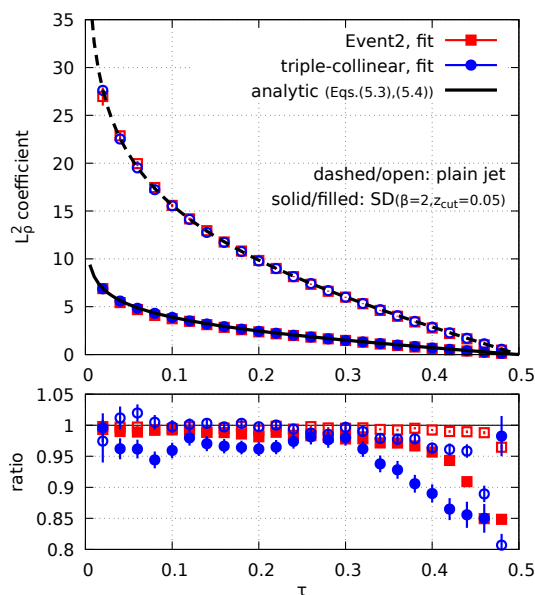 Event2, fit
triple-collinear, fit
analytic (Eqs.(5.3),(5.4))
dashed/open: plain jet
solid/filled: SD(β=2,z_cut=0.05)
L_ρ^2 coefficient
35
30
25
20
15
10
5
0
0 0.1 0.2 0.3 0.4 0.5
ratio
1.05
1
0.95
0.9
0.85
0.8
0 0.1 0.2 0.3 0.4 0.5
τ